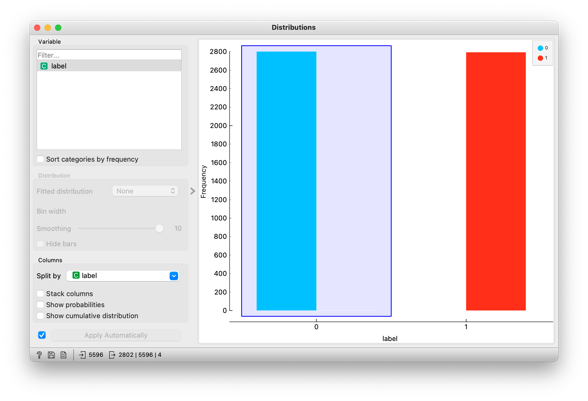 Distributions
Variable
Filter...
C label
Sort categories by frequency
Distribution
Fitted distribution None
Bin width
Smoothing 10
Hide bars
Columns
Split by C label
Stack columns
Show probabilities
Show cumulative distribution
Apply Automatically
? 5596 2802 | 5596 | 4
Frequency
2800
2600
2400
2200
2000
1800
1600
1400
1200
1000
800
600
400
200
0
0 1
label
0
1